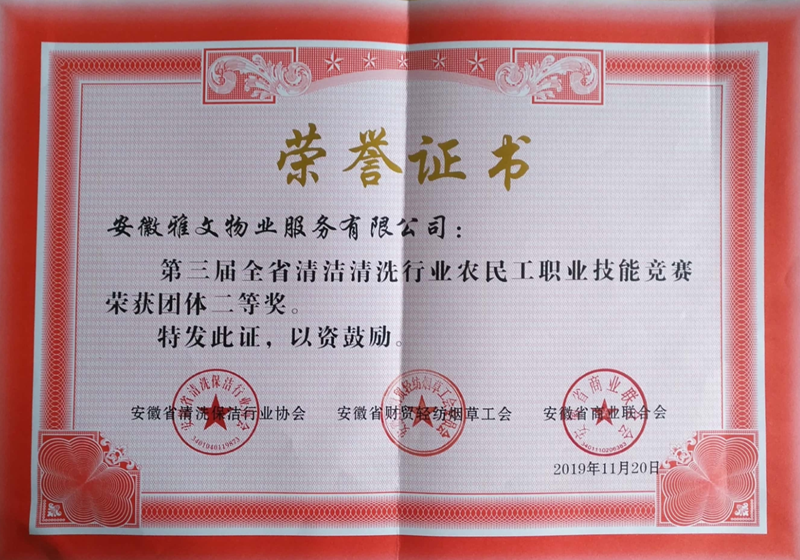 荣誉证书
安徽雅文物业服务有限公司：
第三届全省清洁清洗行业农民工职业技能竞赛
荣获团体二等奖。
特发此证，以资鼓励。
安徽省清洗保洁行业协会 安徽省财贸轻纺烟草工会 安徽省商业联合会
2019年11月20日